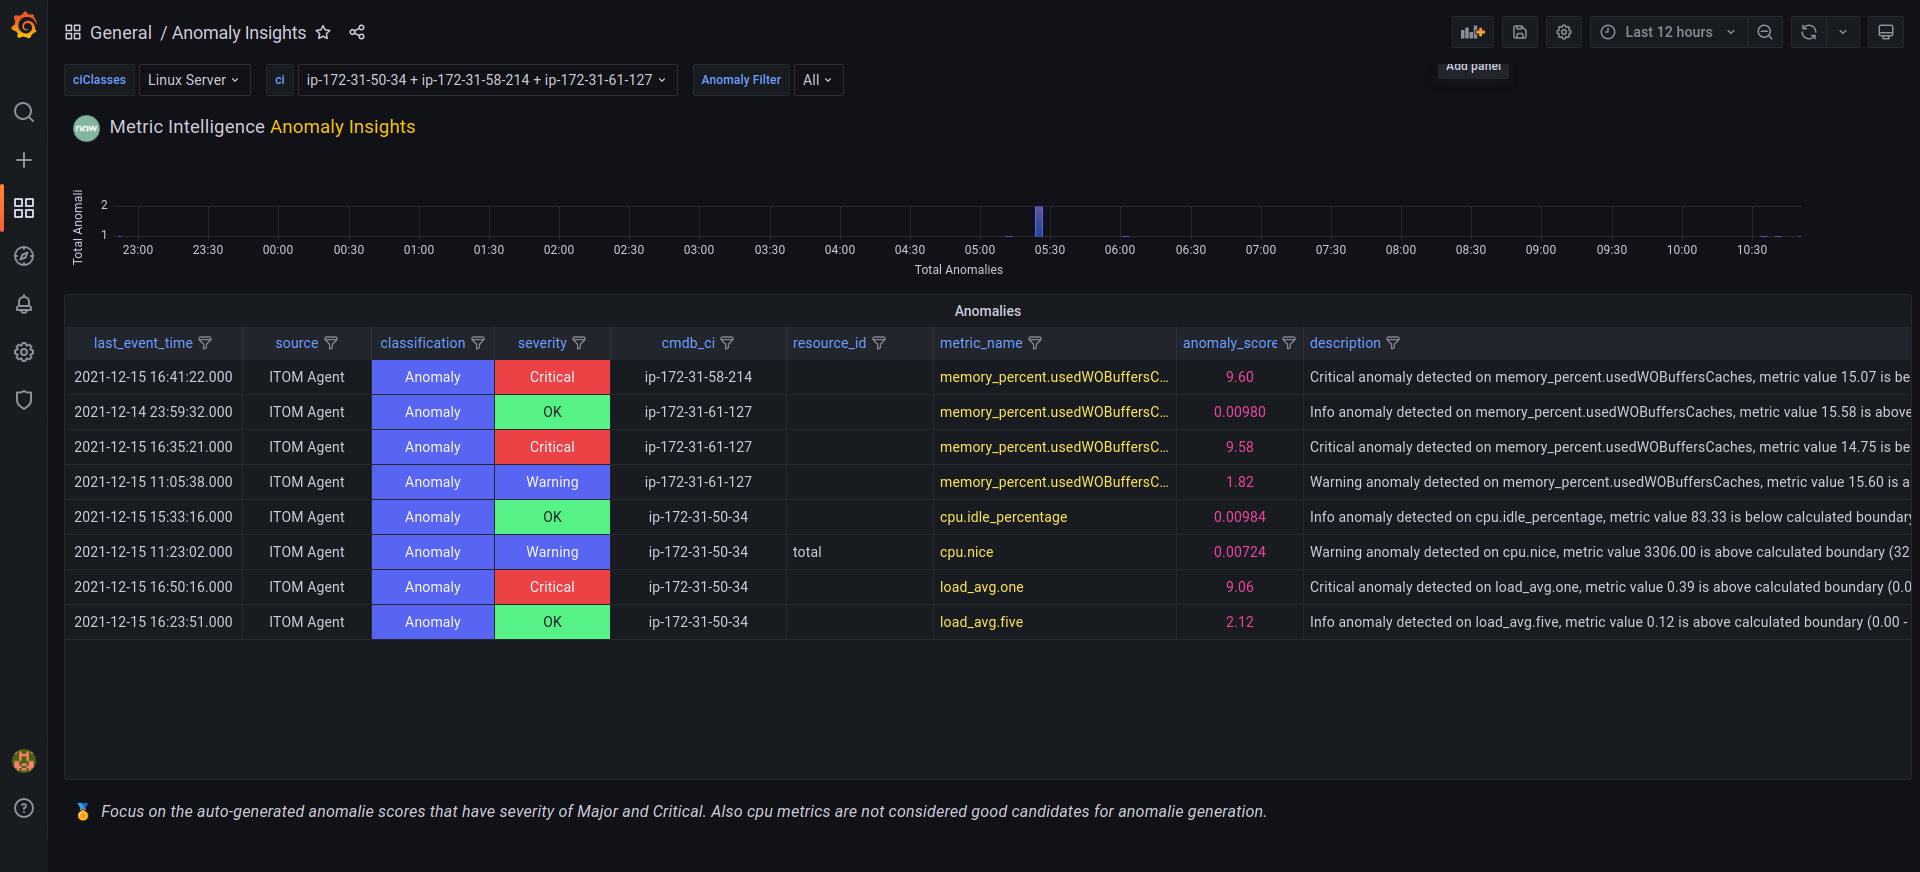 General / Anomaly Insights
Last 12 hours
Add panel
ciClasses Linux Server ci ip-172-31-50-34 + ip-172-31-58-214 + ip-172-31-61-127 Anomaly Filter All
now Metric Intelligence Anomaly Insights
Total Anomali
2
1
23:00 23:30 00:00 00:30 01:00 01:30 02:00 02:30 03:00 03:30 04:00 04:30 05:00 05:30 06:00 06:30 07:00 07:30 08:00 08:30 09:00 09:30 10:00 10:30
Total Anomalies
Anomalies
last_event_time source classification severity cmdb_ci resource_id metric_name anomaly_score description
2021-12-15 16:41:22.000 ITOM Agent Anomaly Critical ip-172-31-58-214 memory_percent.usedWOBuffersC... 9.60 Critical anomaly detected on memory_percent.usedWOBuffersCaches, metric value 15.07 is be
2021-12-14 23:59:32.000 ITOM Agent Anomaly OK ip-172-31-61-127 memory_percent.usedWOBuffersC... 0.00980 Info anomaly detected on memory_percent.usedWOBuffersCaches, metric value 15.58 is above
2021-12-15 16:35:21.000 ITOM Agent Anomaly Critical ip-172-31-61-127 memory_percent.usedWOBuffersC... 9.58 Critical anomaly detected on memory_percent.usedWOBuffersCaches, metric value 14.75 is be
2021-12-15 11:05:38.000 ITOM Agent Anomaly Warning ip-172-31-61-127 memory_percent.usedWOBuffersC... 1.82 Warning anomaly detected on memory_percent.usedWOBuffersCaches, metric value 15.60 is a
2021-12-15 15:33:16.000 ITOM Agent Anomaly OK ip-172-31-50-34 cpu.idle_percentage 0.00984 Info anomaly detected on cpu.idle_percentage, metric value 83.33 is below calculated boundary
2021-12-15 11:23:02.000 ITOM Agent Anomaly Warning ip-172-31-50-34 total cpu.nice 0.00724 Warning anomaly detected on cpu.nice, metric value 3306.00 is above calculated boundary (32
2021-12-15 16:50:16.000 ITOM Agent Anomaly Critical ip-172-31-50-34 load_avg.one 9.06 Critical anomaly detected on load_avg.one, metric value 0.39 is above calculated boundary (0.0
2021-12-15 16:23:51.000 ITOM Agent Anomaly OK ip-172-31-50-34 load_avg.five 2.12 Info anomaly detected on load_avg.five, metric value 0.12 is above calculated boundary (0.00 -
Focus on the auto-generated anomalie scores that have severity of Major and Critical. Also cpu metrics are not considered good candidates for anomalie generation.